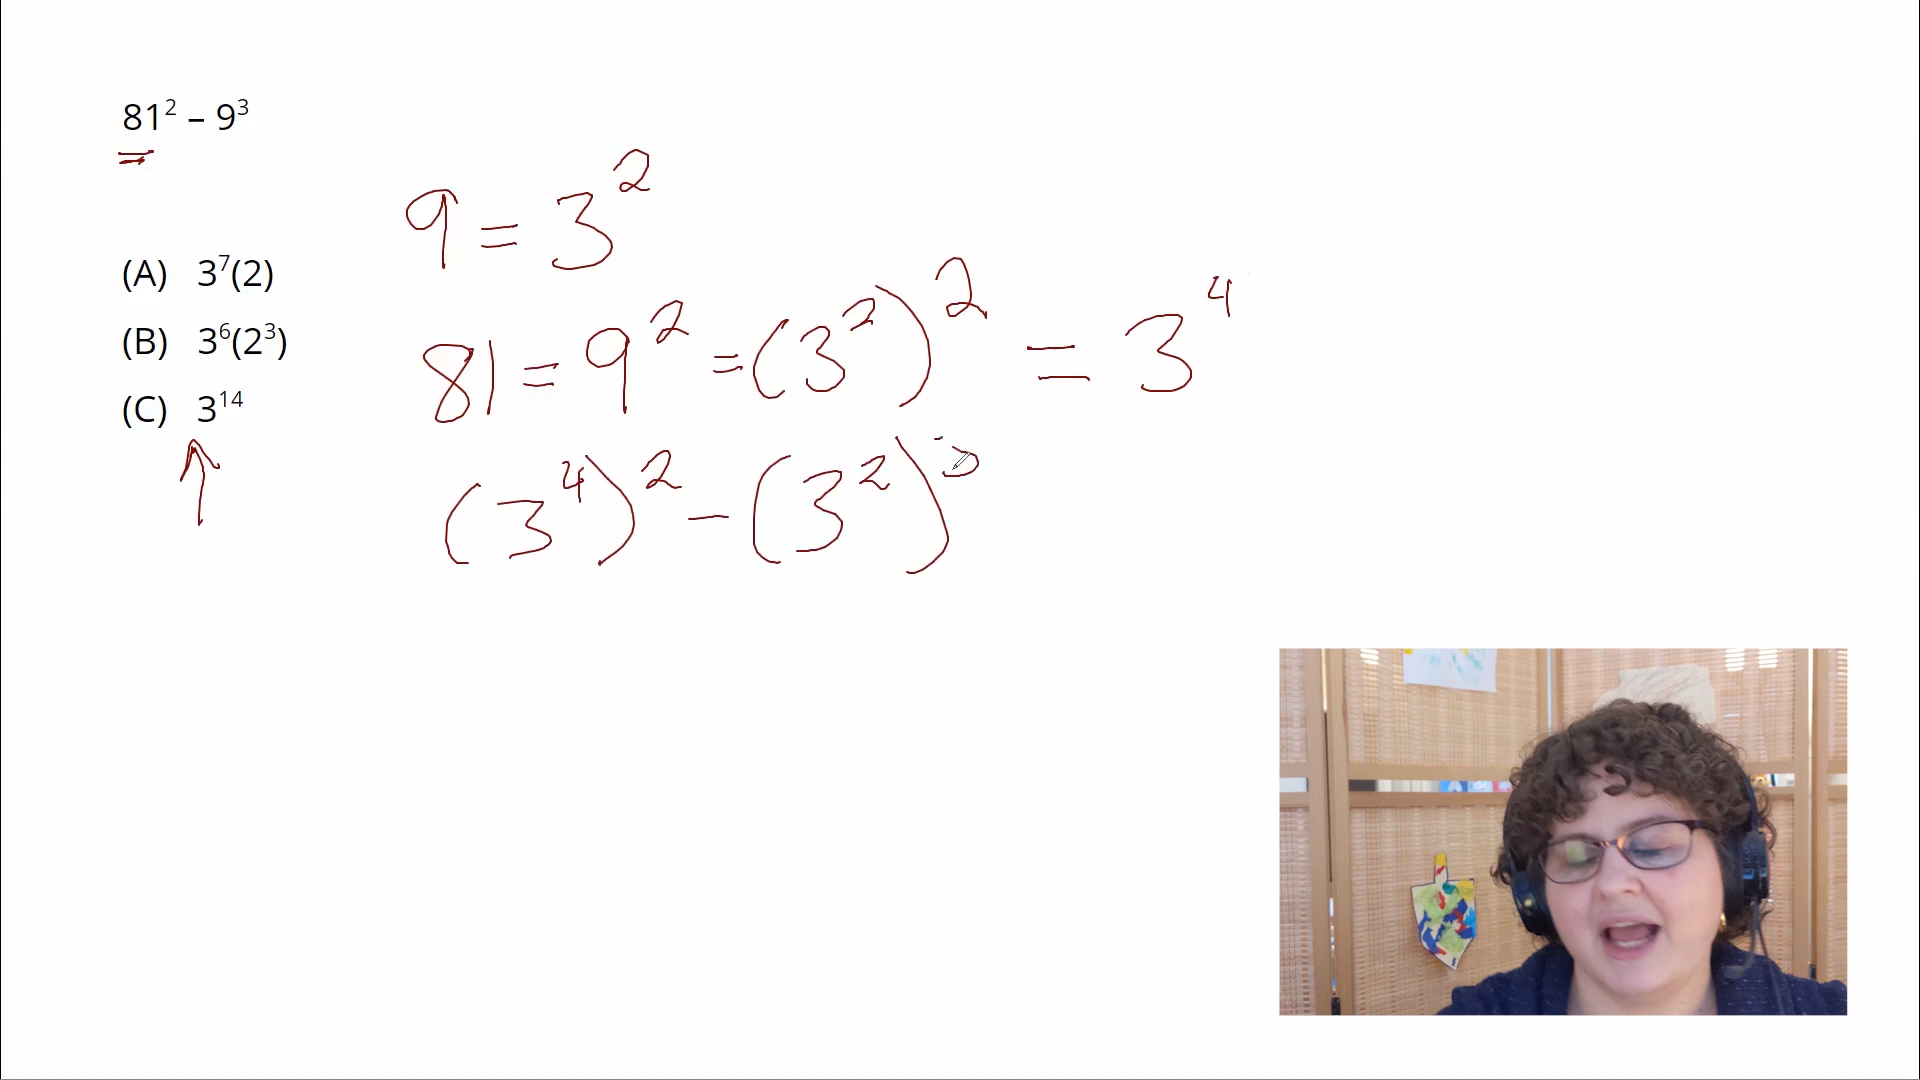 81² – 9³
9 = 3²
(A) 3⁷(2)
(B) 3⁶(2³)
(C) 3¹⁴
81 = 9² = (3²)² = 3⁴
(3⁴)² – (3²)³